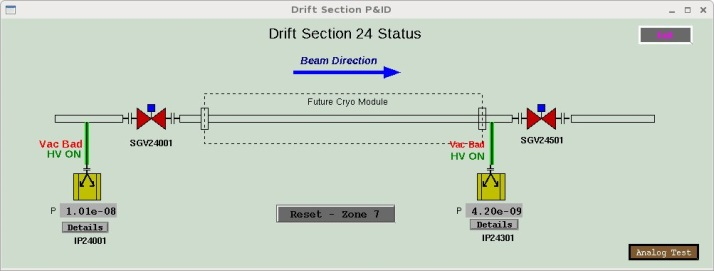 Drift Section P&ID
Drift Section 24 Status
Exit
Beam Direction
Future Cryo Module
SGV24001
SGV24501
Vac Bad
HV ON
Vac Bad
HV ON
P 1.01e-08
Details
IP24001
Reset - Zone 7
P 4.20e-09
Details
IP24301
Analog Test